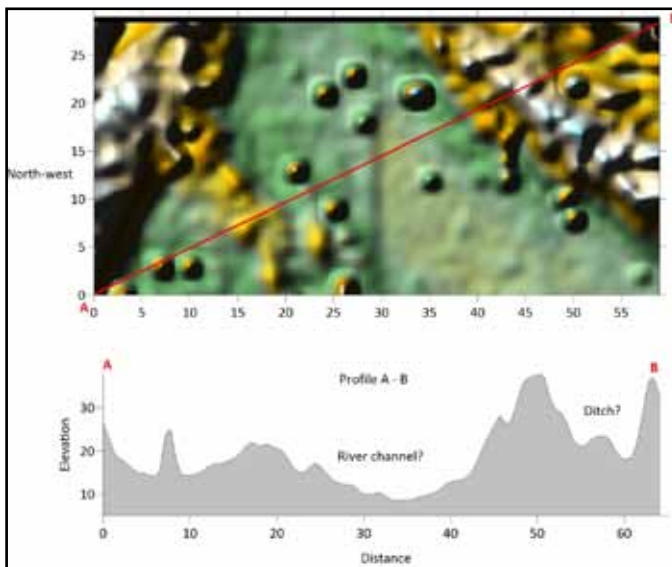 25
20
15
North-west
10
5
0
A
0 5 10 15 20 25 30 35 40 45 50 55
A
Profile A - B
B
Ditch?
River channel?
Elevation
30
20
10
0 10 20 30 40 50 60
Distance